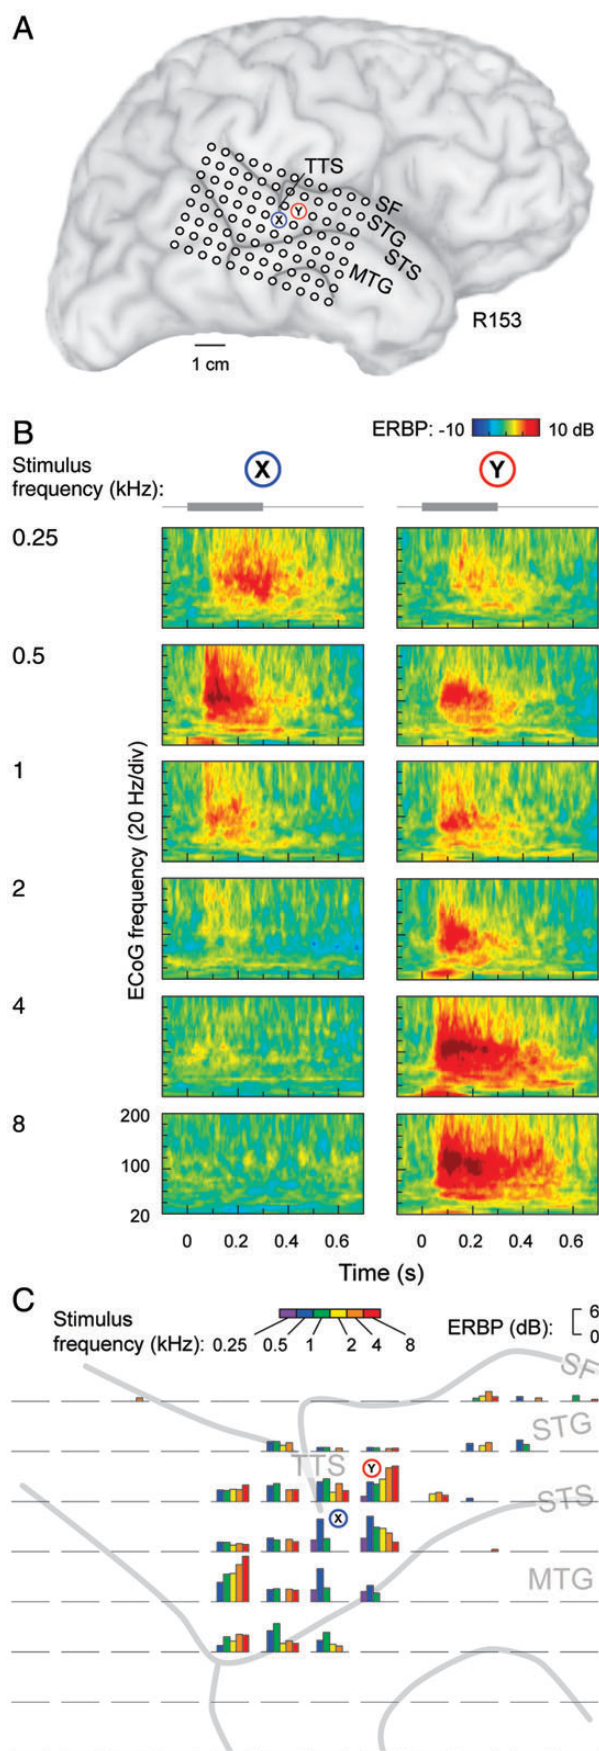 A
TTS
X
Y
SF
STG
STS
MTG
R153
1 cm
B
ERBP: -10 10 dB
Stimulus
frequency (kHz):
X Y
0.25
0.5
1
2
4
8
ECoG frequency (20 Hz/div)
200
100
20
0 0.2 0.4 0.6 0 0.2 0.4 0.6
Time (s)
C
Stimulus
frequency (kHz): 0.25 0.5 1 2 4 8
ERBP (dB): 6
0
SF
STG
TTS
Y
STS
X
MTG